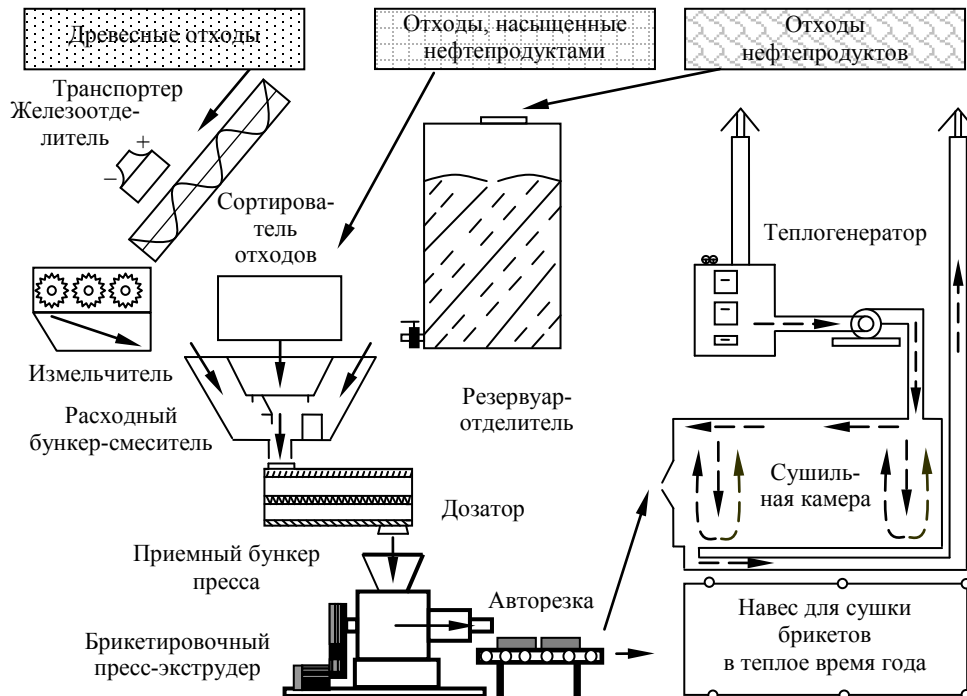 Древесные отходы
Отходы, насыщенные
нефтепродуктами
Отходы
нефтепродуктов
Транспортер
Железоотде-
литель
+
−
Сортирова-
тель
отходов
Теплогенератор
Измельчитель
Расходный
бункер-смеситель
Резервуар-
отделитель
Сушиль-
ная камера
Дозатор
Приемный бункер
пресса
Авторезка
Брикетировочный
пресс-экструдер
Навес для сушки
брикетов
в теплое время года